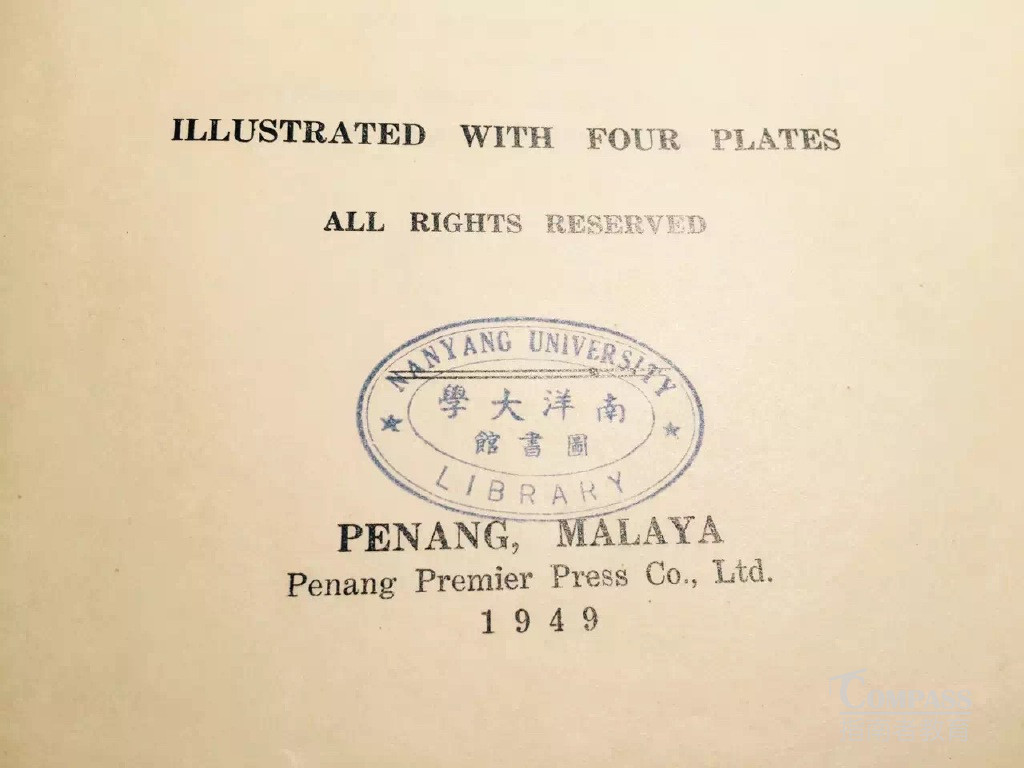 ILLUSTRATED WITH FOUR PLATES
ALL RIGHTS RESERVED
NANYANG UNIVERSITY
學大洋南
館書圖
LIBRARY
PENANG, MALAYA
Penang Premier Press Co., Ltd.
1949
COMPASS